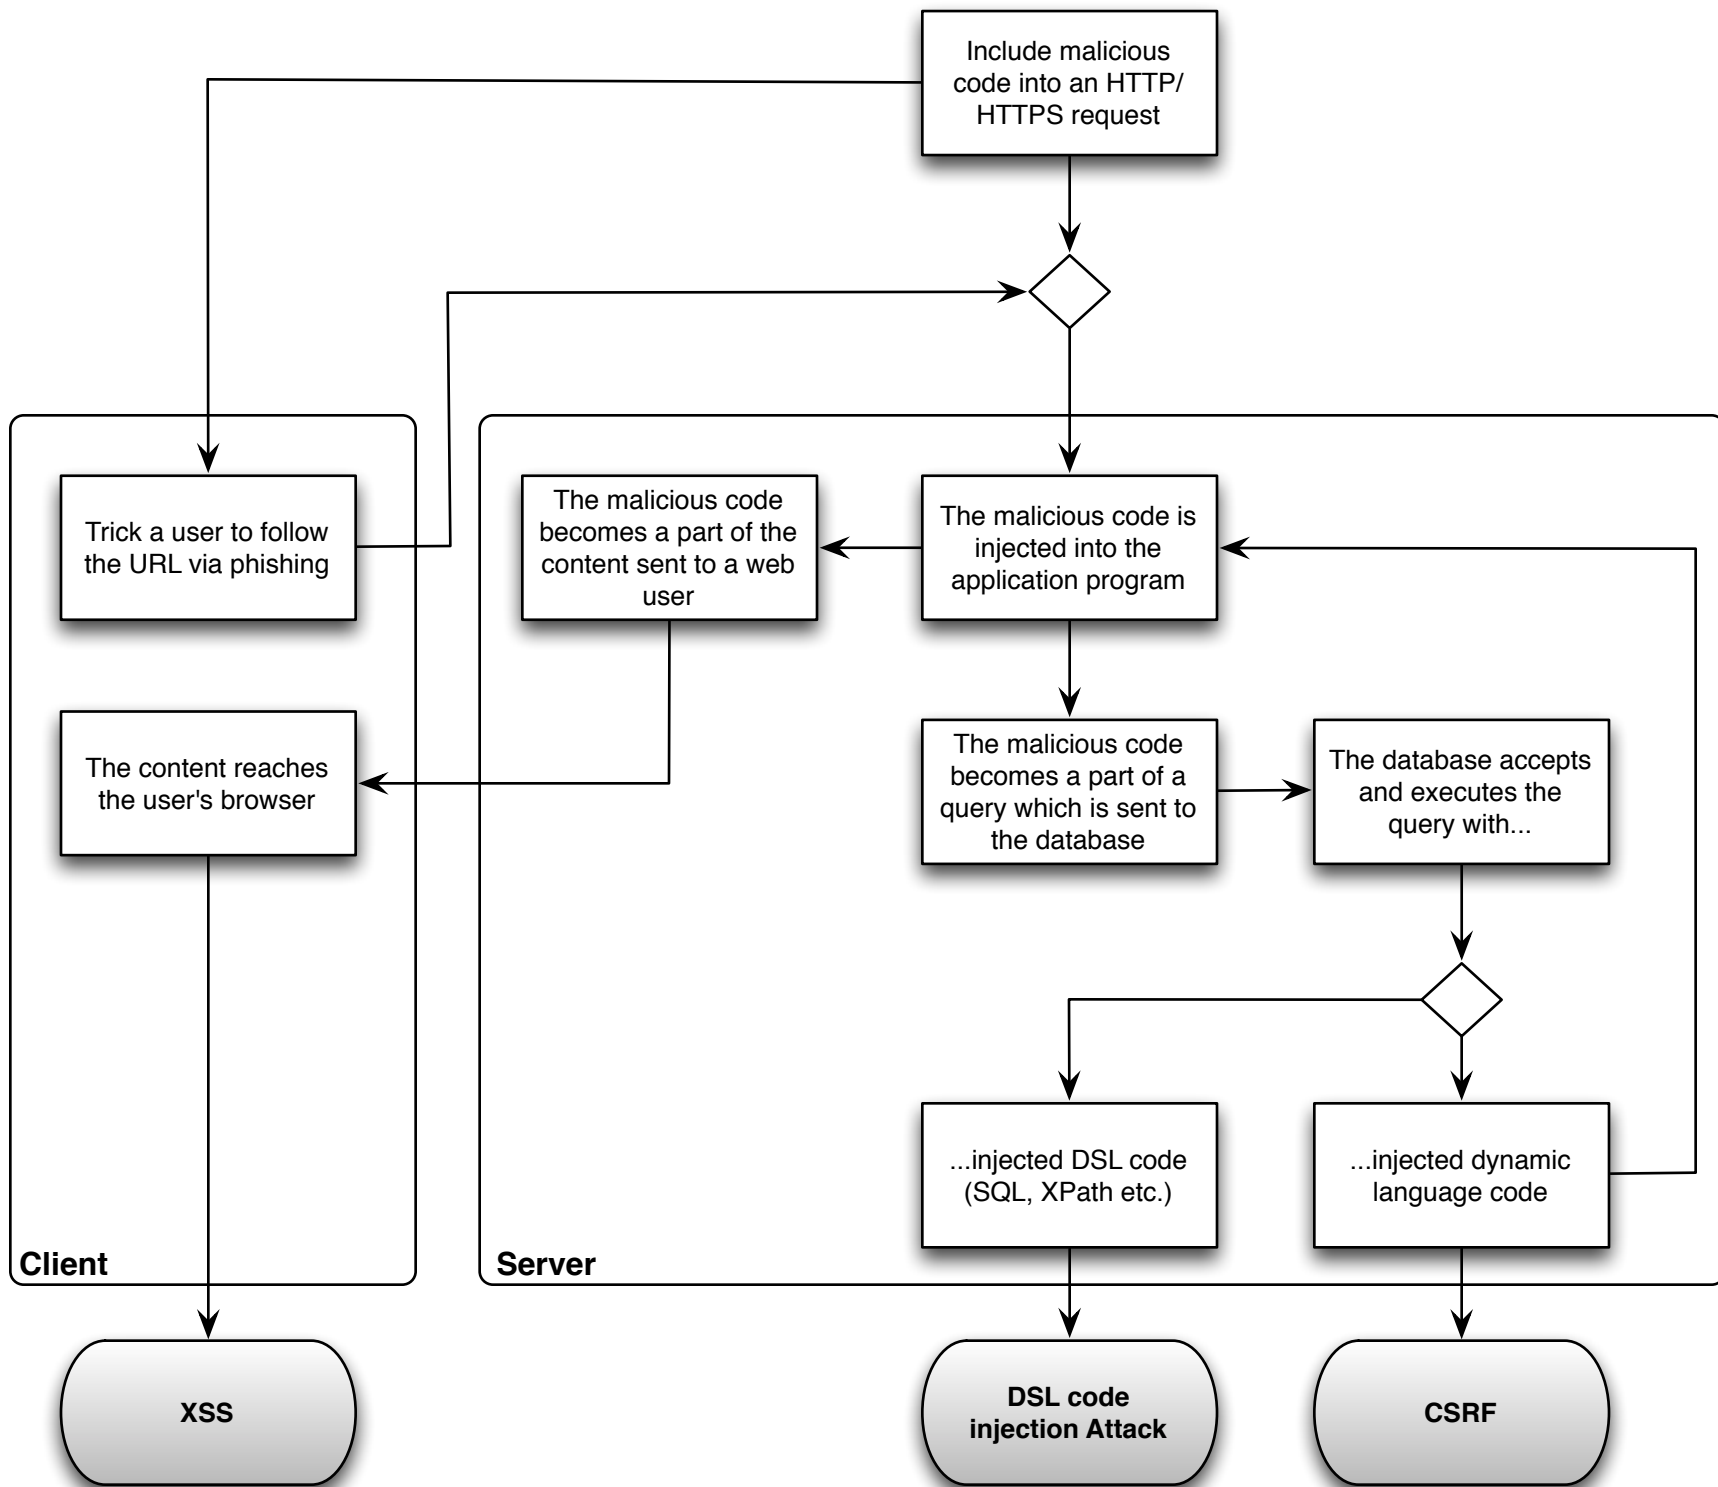 Include malicious
code into an HTTP/
HTTPS request
Trick a user to follow
the URL via phishing
The malicious code
becomes a part of the
content sent to a web
user
The malicious code is
injected into the
application program
The content reaches
the user's browser
The malicious code
becomes a part of a
query which is sent to
the database
The database accepts
and executes the
query with...
...injected DSL code
(SQL, XPath etc.)
...injected dynamic
language code
Client
Server
XSS
DSL code
injection Attack
CSRF